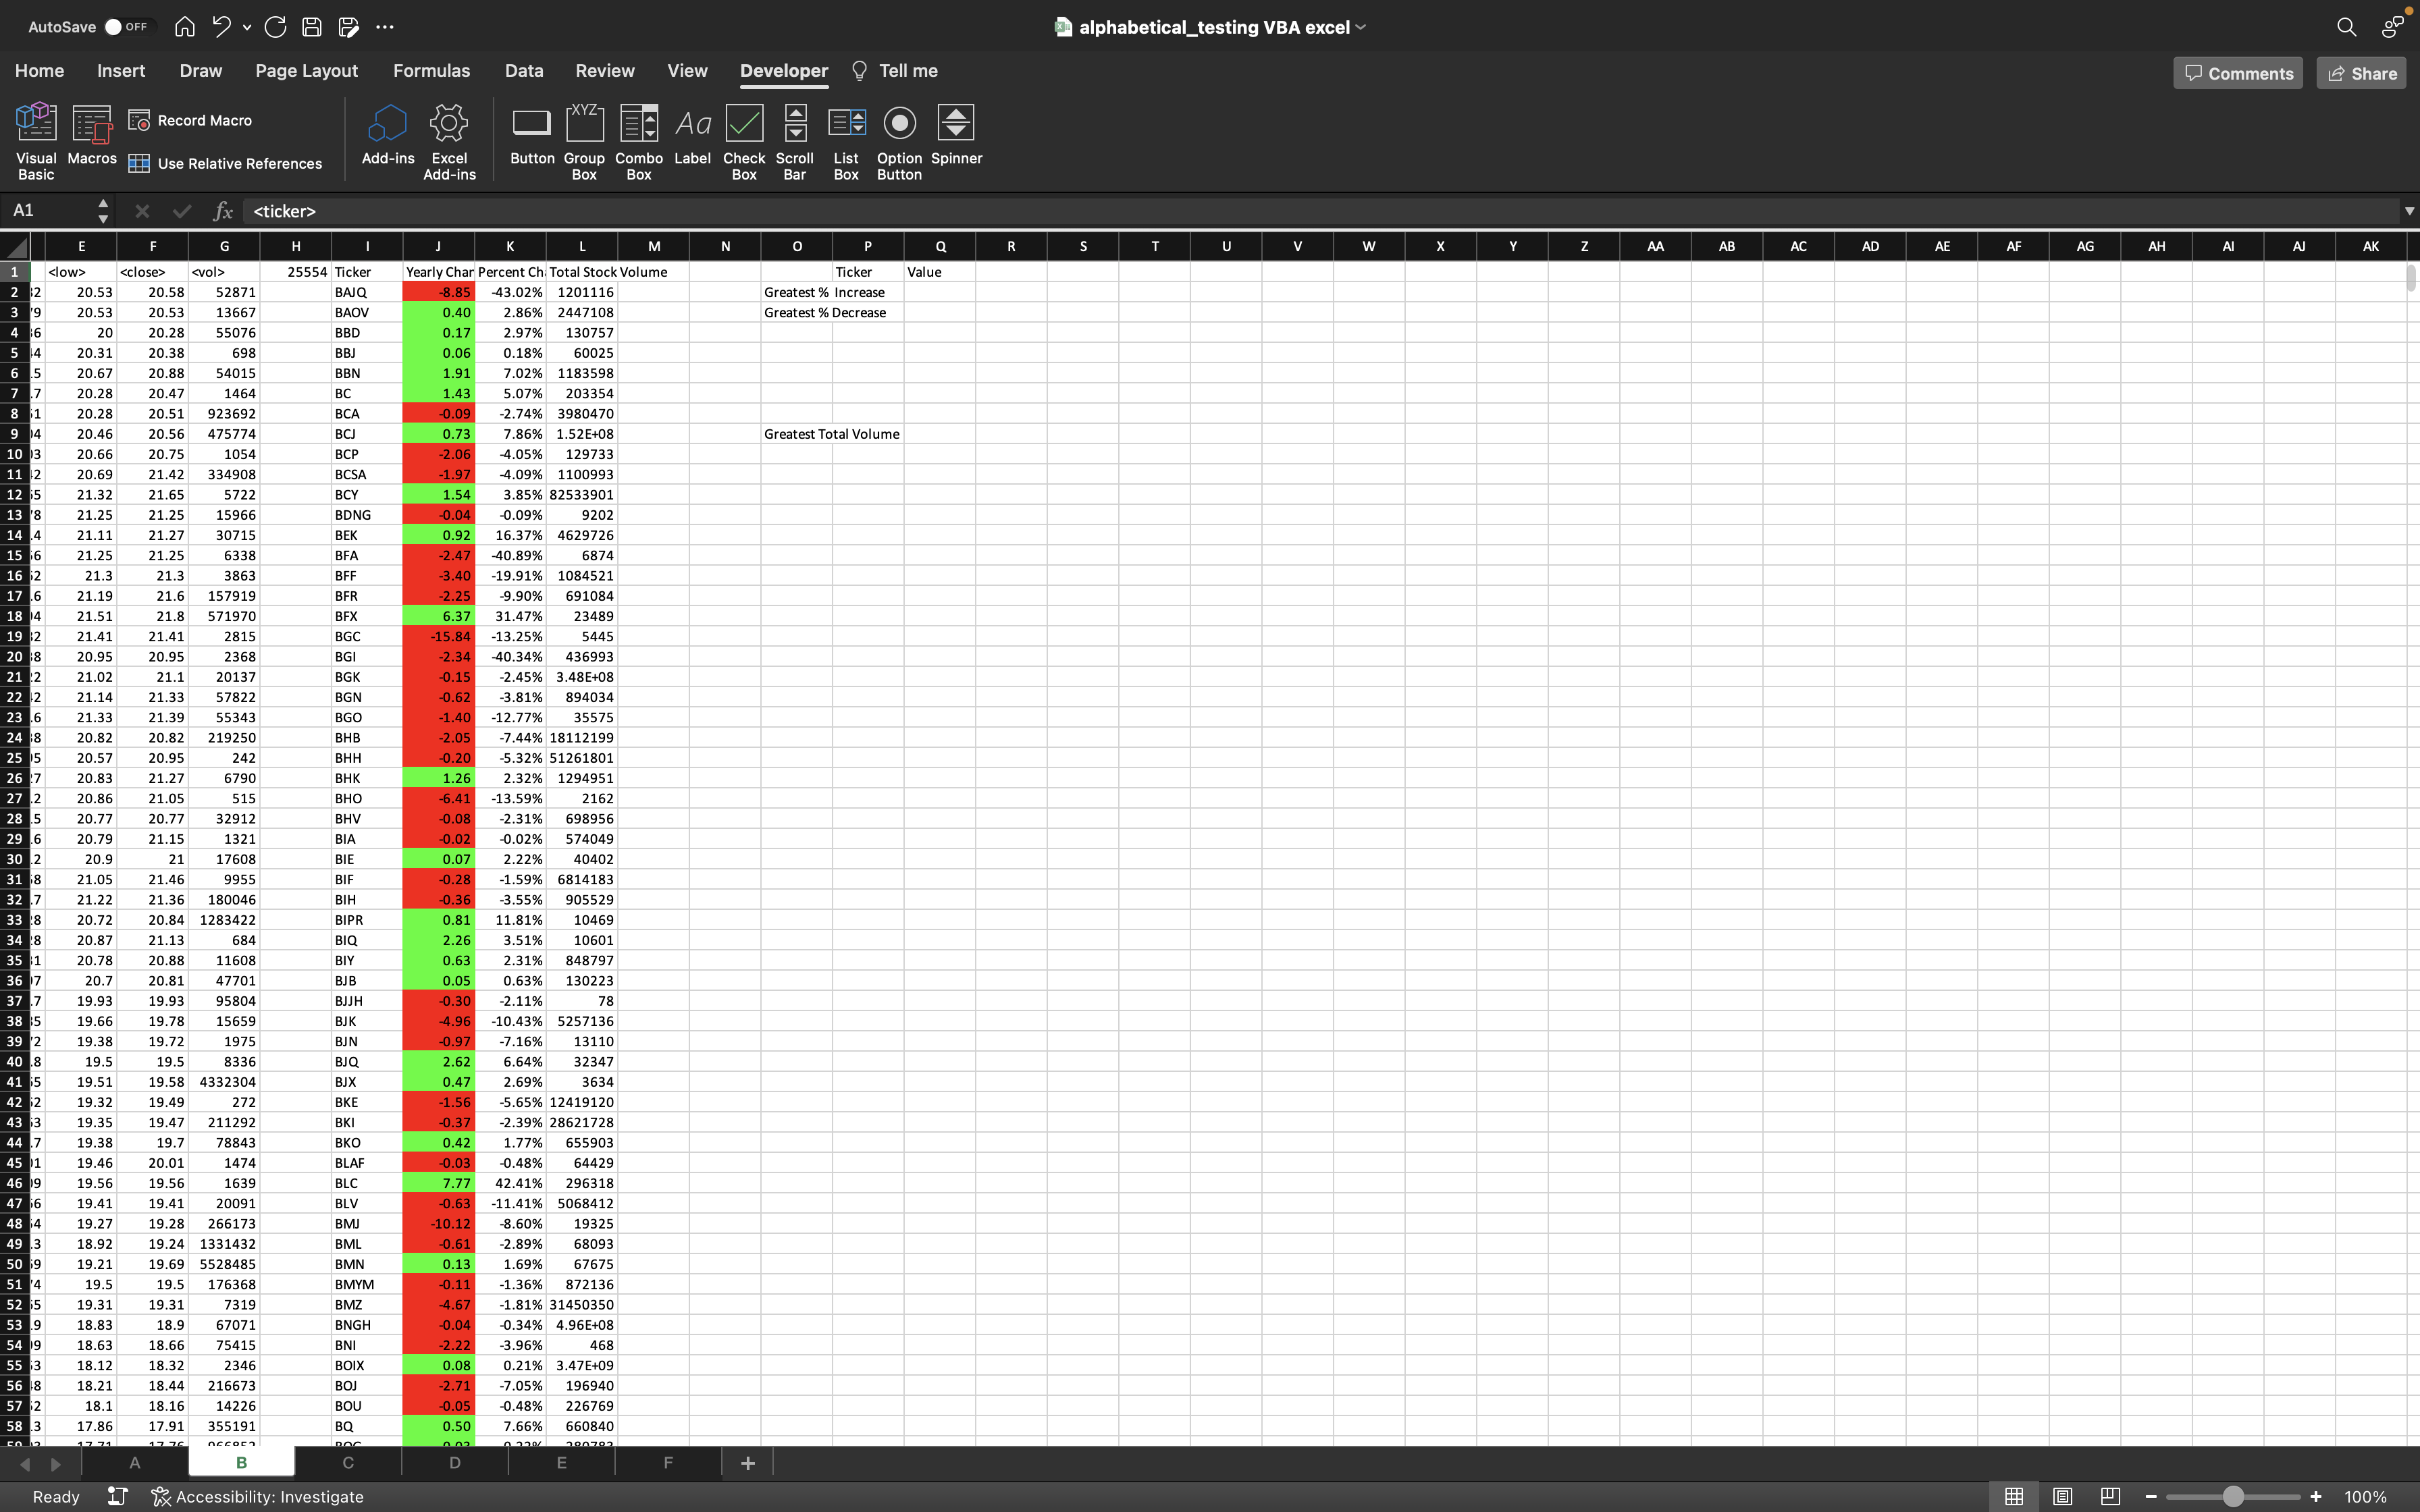 AutoSave OFF alphabetical_testing VBA excel
Home Insert Draw Page Layout Formulas Data Review View Developer Tell me Comments Share
Visual Basic Macros Record Macro Use Relative References Add-ins Excel Add-ins Button XYZ Group Box Combo Box Aa Label Check Box Scroll Bar List Box Option Button Spinner
A1 fx <ticker>
E F G H I J K L M N O P Q R S T U V W X Y Z AA AB AC AD AE AF AG AH AI AJ AK
1 <low> <close> <vol> 25554 Ticker Yearly Char Percent Ch Total Stock Volume Ticker Value
2 20.53 20.58 52871 BAJQ -8.85 -43.02% 1201116 Greatest % Increase
3 20.53 20.53 13667 BAOV 0.40 2.86% 2447108 Greatest % Decrease
4 20 20.28 55076 BBD 0.17 2.97% 130757
5 20.31 20.38 698 BBJ 0.06 0.18% 60025
6 20.67 20.88 54015 BBN 1.91 7.02% 1183598
7 20.28 20.47 1464 BC 1.43 5.07% 203354
8 20.28 20.51 923692 BCA -0.09 -2.74% 3980470
9 20.46 20.56 475774 BCJ 0.73 7.86% 1.52E+08 Greatest Total Volume
10 20.66 20.75 1054 BCP -2.06 -4.05% 129733
11 20.69 21.42 334908 BCSA -1.97 -4.09% 1100993
12 21.32 21.65 5722 BCY 1.54 3.85% 82533901
13 21.25 21.25 15966 BDNG -0.04 -0.09% 9202
14 21.11 21.27 30715 BEK 0.92 16.37% 4629726
15 21.25 21.25 6338 BFA -2.47 -40.89% 6874
16 21.3 21.3 3863 BFF -3.40 -19.91% 1084521
17 21.19 21.6 157919 BFR -2.25 -9.90% 691084
18 21.51 21.8 571970 BFX 6.37 31.47% 23489
19 21.41 21.41 2815 BGC -15.84 -13.25% 5445
20 20.95 20.95 2368 BGI -2.34 -40.34% 436993
21 21.02 21.1 20137 BGK -0.15 -2.45% 3.48E+08
22 21.14 21.33 57822 BGN -0.62 -3.81% 894034
23 21.33 21.39 55343 BGO -1.40 -12.77% 35575
24 20.82 20.82 219250 BHB -2.05 -7.44% 18112199
25 20.57 20.95 242 BHH -0.20 -5.32% 51261801
26 20.83 21.27 6790 BHK 1.26 2.32% 1294951
27 20.86 21.05 515 BHO -6.41 -13.59% 2162
28 20.77 20.77 32912 BHV -0.08 -2.31% 698956
29 20.79 21.15 1321 BIA -0.02 -0.02% 574049
30 20.9 21 17608 BIE 0.07 2.22% 40402
31 21.05 21.46 9955 BIF -0.28 -1.59% 6814183
32 21.22 21.36 180046 BIH -0.36 -3.55% 905529
33 20.72 20.84 1283422 BIPR 0.81 11.81% 10469
34 20.87 21.13 684 BIQ 2.26 3.51% 10601
35 20.78 20.88 11608 BIY 0.63 2.31% 848797
36 20.7 20.81 47701 BJB 0.05 0.63% 130223
37 19.93 19.93 95804 BJJH -0.30 -2.11% 78
38 19.66 19.78 15659 BJK -4.96 -10.43% 5257136
39 19.38 19.72 1975 BJN -0.97 -7.16% 13110
40 19.5 19.5 8336 BJQ 2.62 6.64% 32347
41 19.51 19.58 4332304 BJX 0.47 2.69% 3634
42 19.32 19.49 272 BKE -1.56 -5.65% 12419120
43 19.35 19.47 211292 BKI -0.37 -2.39% 28621728
44 19.38 19.7 78843 BKO 0.42 1.77% 655903
45 19.46 20.01 1474 BLAF -0.03 -0.48% 64429
46 19.56 19.56 1639 BLC 7.77 42.41% 296318
47 19.41 19.41 20091 BLV -0.63 -11.41% 5068412
48 19.27 19.28 266173 BMJ -10.12 -8.60% 19325
49 18.92 19.24 1331432 BML -0.61 -2.89% 68093
50 19.21 19.69 5528485 BMN 0.13 1.69% 67675
51 19.5 19.5 176368 BMYM -0.11 -1.36% 872136
52 19.31 19.31 7319 BMZ -4.67 -1.81% 31450350
53 18.83 18.9 67071 BNGH -0.04 -0.34% 4.96E+08
54 18.63 18.66 75415 BNI -2.22 -3.96% 468
55 18.12 18.32 2346 BOIX 0.08 0.21% 3.47E+09
56 18.21 18.44 216673 BOJ -2.71 -7.05% 196940
57 18.1 18.16 14226 BOU -0.05 -0.48% 226769
58 17.86 17.91 355191 BQ 0.50 7.66% 660840
A B C D E F +
Ready Accessibility: Investigate 100%